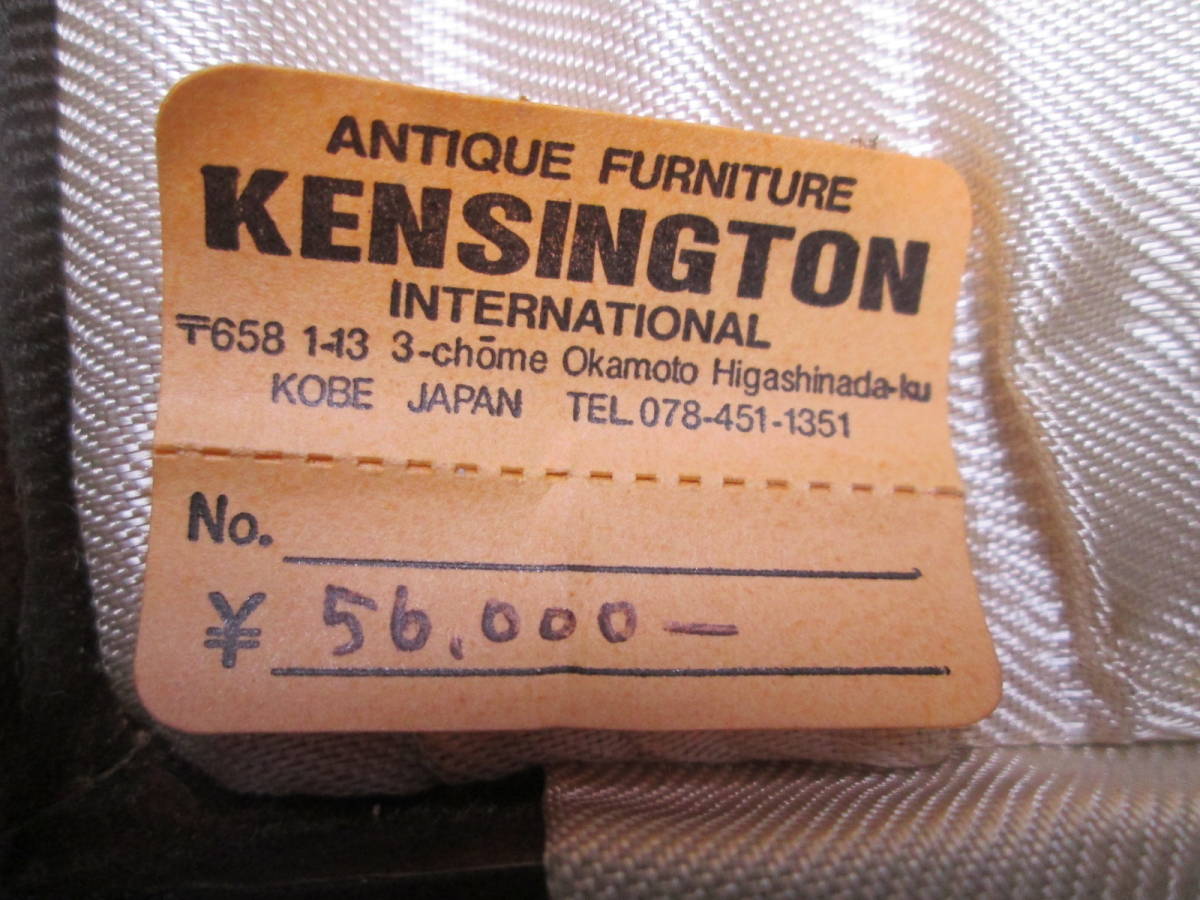 ANTIQUE FURNITURE
KENSINGTON
INTERNATIONAL
〒658 1-13 3-chōme Okamoto Higashinada-ku
KOBE JAPAN TEL.078-451-1351
No.
¥ 56,000-